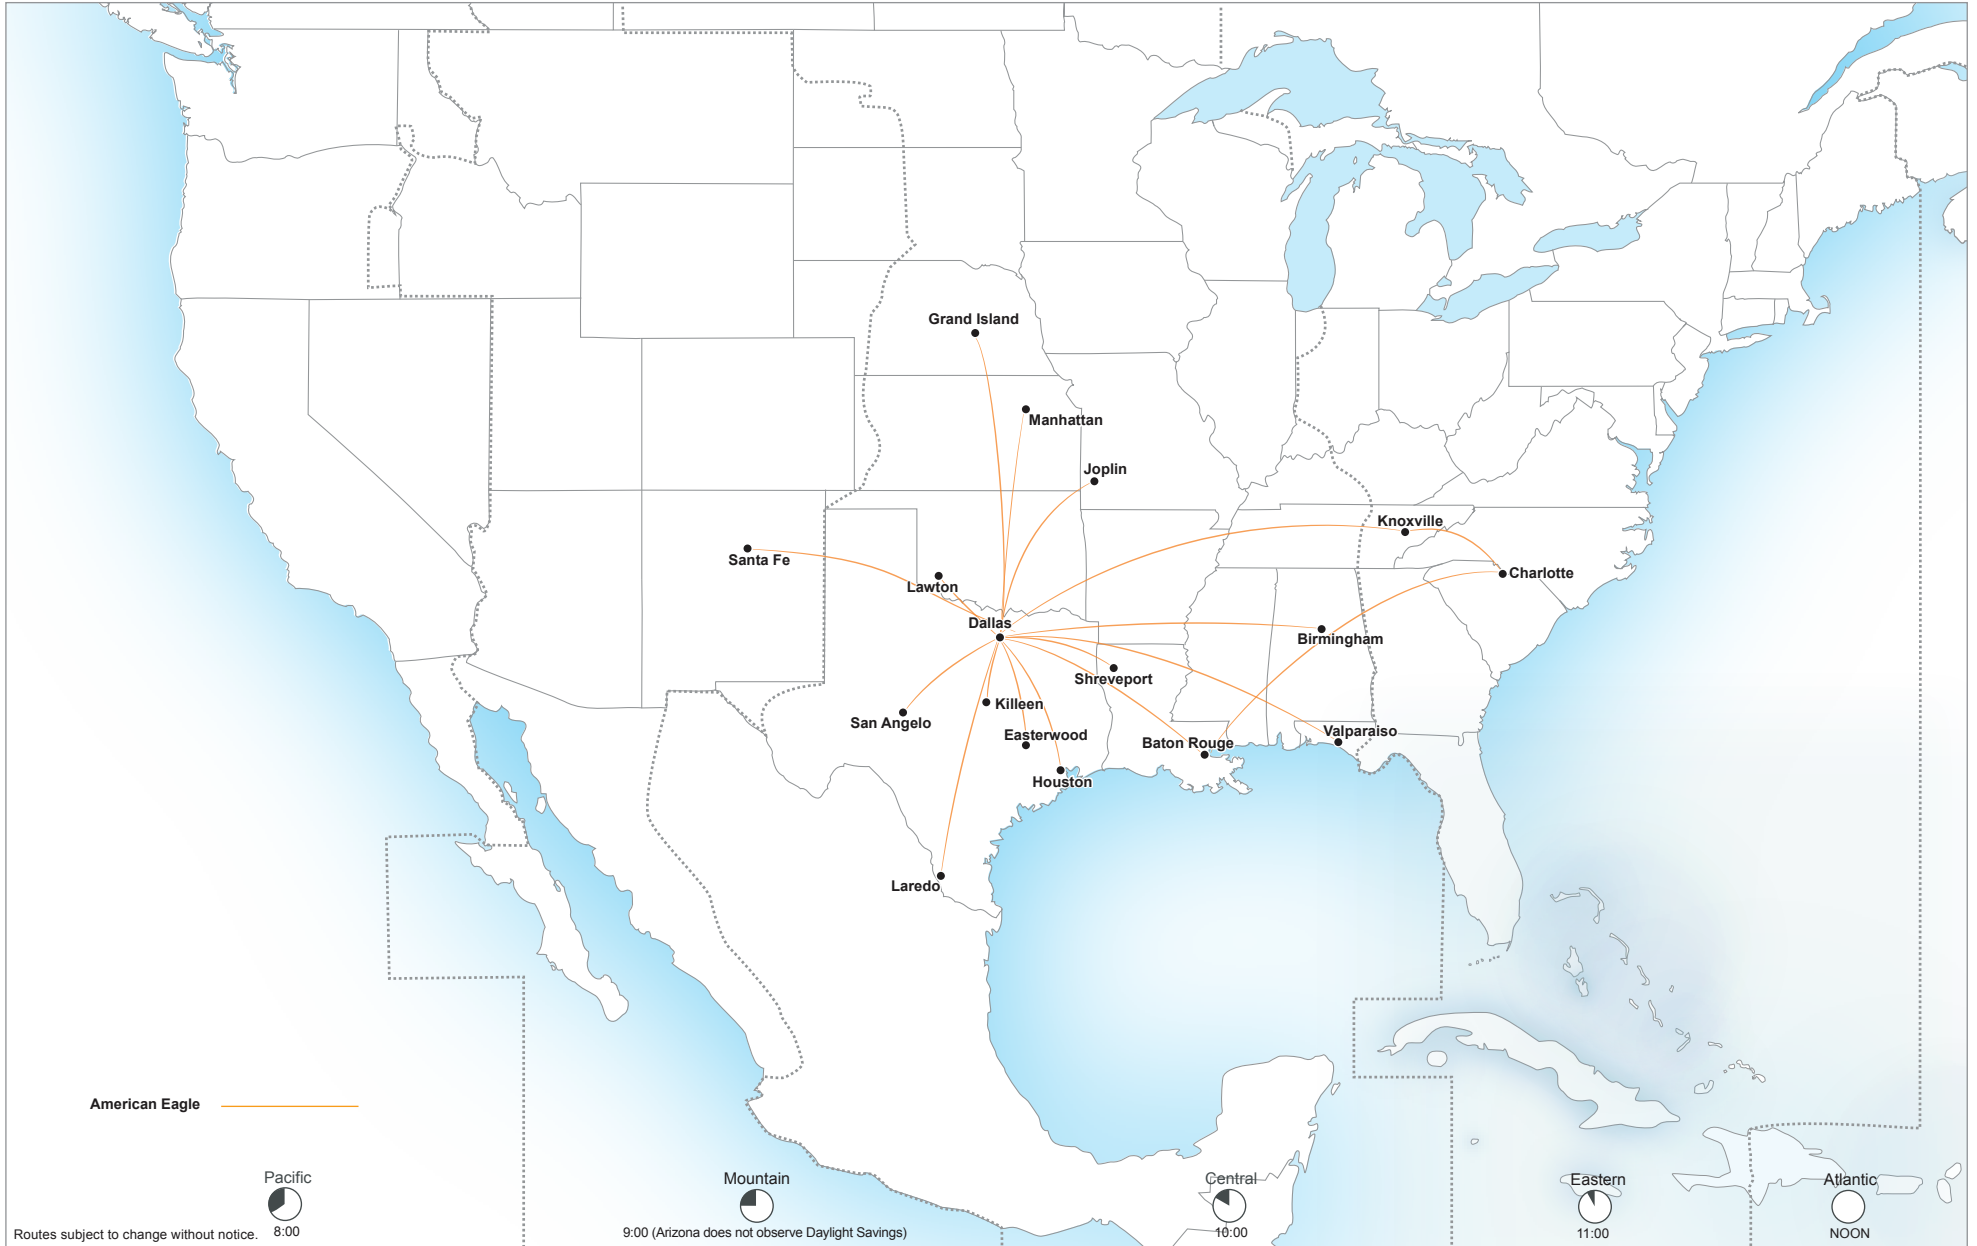 Grand Island
Manhattan
Joplin
Knoxville
Santa Fe
Charlotte
Lawton
Dallas
Birmingham
Shreveport
Killeen
San Angelo
Easterwood
Valparaiso
Baton Rouge
Houston
Laredo
American Eagle
Pacific
Mountain
Central
Eastern
Atlantic
8:00
9:00 (Arizona does not observe Daylight Savings)
10:00
11:00
NOON
Routes subject to change without notice.